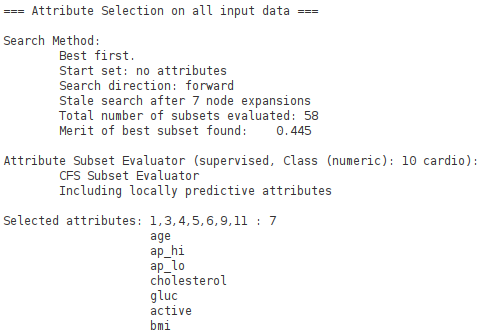 === Attribute Selection on all input data ===
Search Method:
Best first.
Start set: no attributes
Search direction: forward
Stale search after 7 node expansions
Total number of subsets evaluated: 58
Merit of best subset found:    0.445
Attribute Subset Evaluator (supervised, Class (numeric): 10 cardio):
CFS Subset Evaluator
Including locally predictive attributes
Selected attributes: 1,3,4,5,6,9,11 : 7
age
ap_hi
ap_lo
cholesterol
gluc
active
bmi